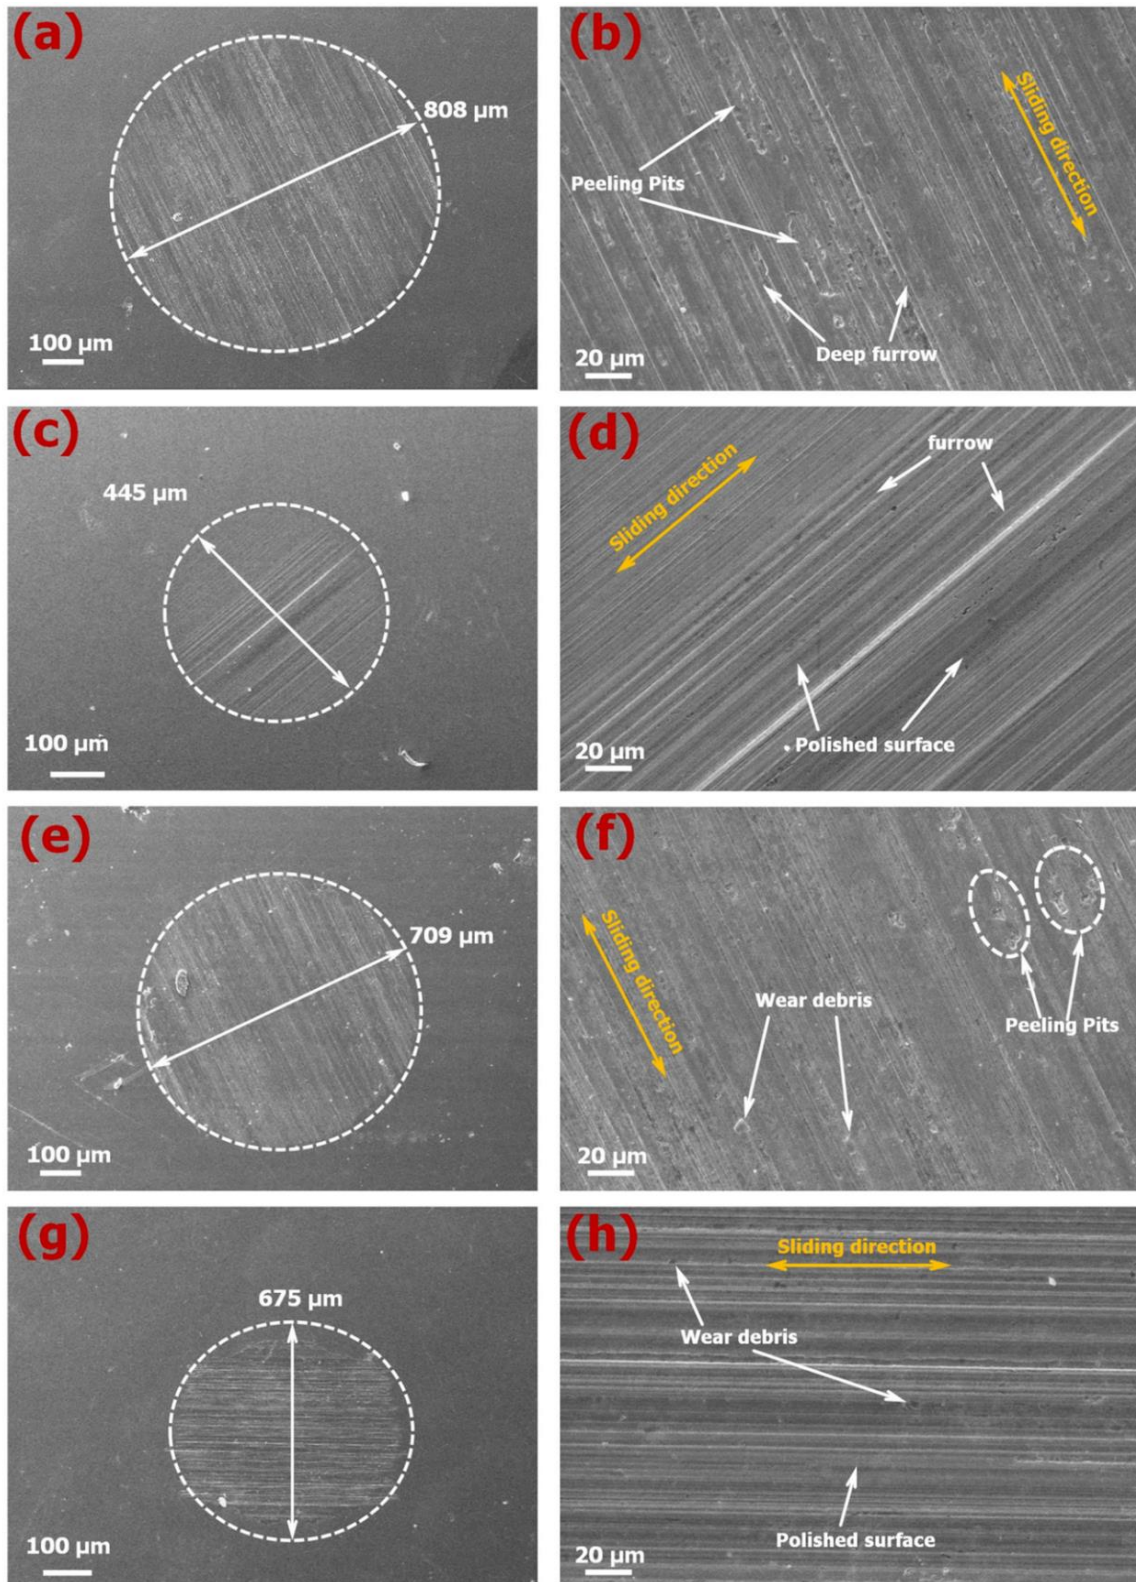 (a)
808 µm
100 µm
(b)
Sliding direction
Peeling Pits
Deep furrow
20 µm
(c)
445 µm
100 µm
(d)
furrow
Sliding direction
Polished surface
20 µm
(e)
709 µm
100 µm
(f)
Sliding direction
Wear debris
Peeling Pits
20 µm
(g)
675 µm
100 µm
(h)
Sliding direction
Wear debris
Polished surface
20 µm